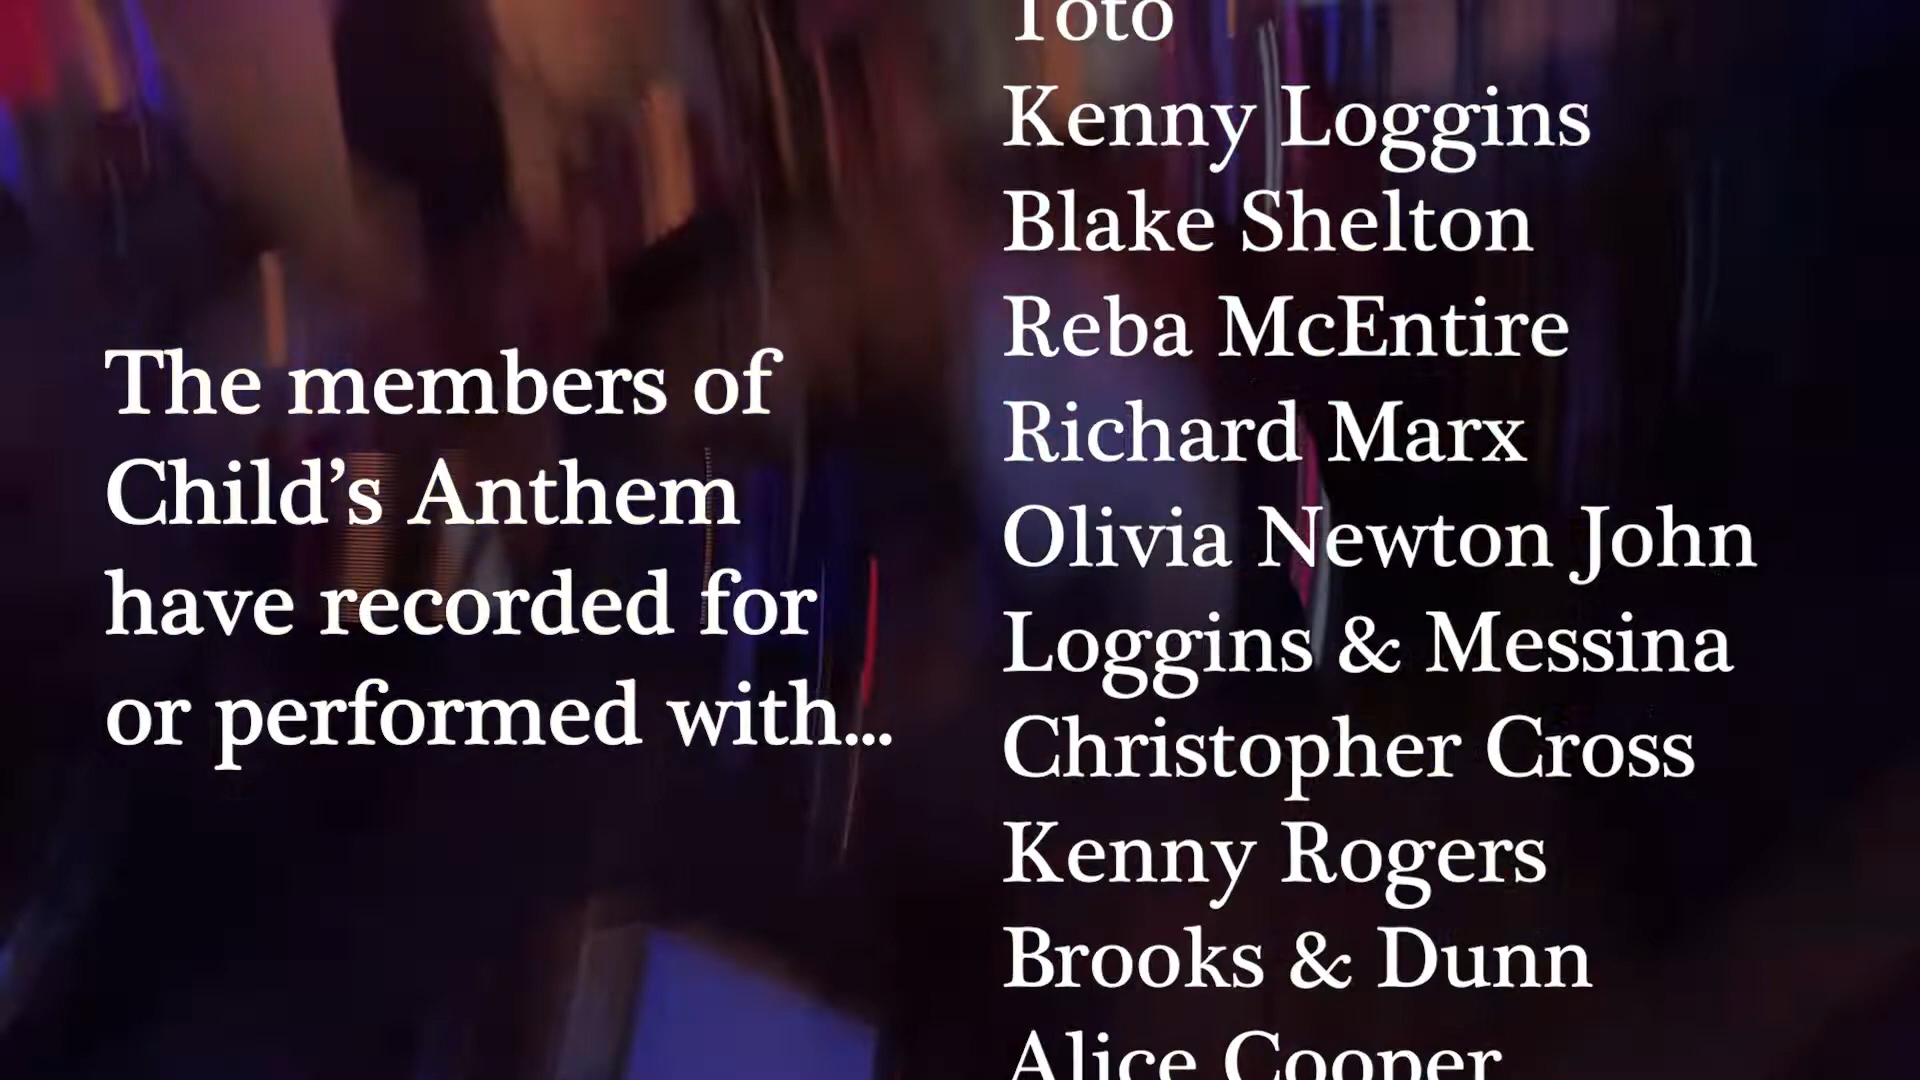 The members of
Child’s Anthem
have recorded for
or performed with...
Toto
Kenny Loggins
Blake Shelton
Reba McEntire
Richard Marx
Olivia Newton John
Loggins & Messina
Christopher Cross
Kenny Rogers
Brooks & Dunn
Alice Cooper